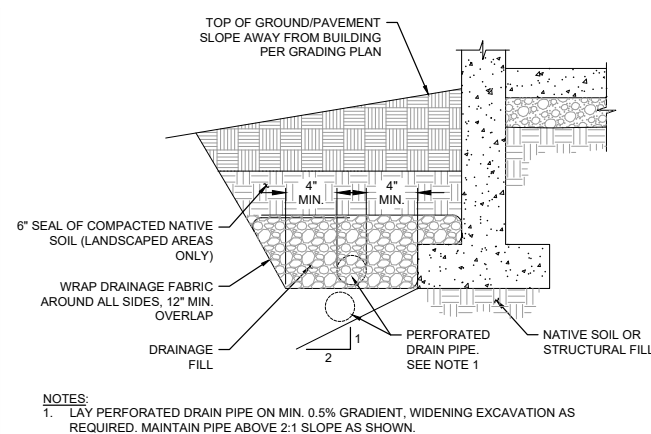 TOP OF GROUND/PAVEMENT
SLOPE AWAY FROM BUILDING
PER GRADING PLAN
4"
MIN.
4"
MIN.
6" SEAL OF COMPACTED NATIVE
SOIL (LANDSCAPED AREAS
ONLY)
WRAP DRAINAGE FABRIC
AROUND ALL SIDES, 12" MIN.
OVERLAP
DRAINAGE
FILL
1
2
PERFORATED
DRAIN PIPE.
SEE NOTE 1
NATIVE SOIL OR
STRUCTURAL FILL
NOTES:
1. LAY PERFORATED DRAIN PIPE ON MIN. 0.5% GRADIENT, WIDENING EXCAVATION AS
REQUIRED. MAINTAIN PIPE ABOVE 2:1 SLOPE AS SHOWN.